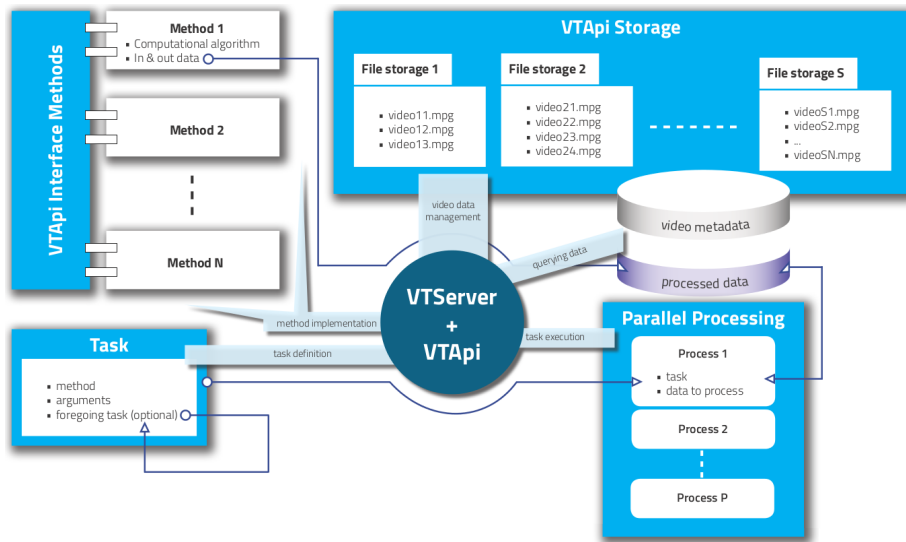 VTApi Interface Methods
Method 1
Computational algorithm
In & out data
Method 2
Method N
VTApi Storage
File storage 1
video11.mpg
video12.mpg
video13.mpg
File storage 2
video21.mpg
video22.mpg
video23.mpg
video24.mpg
File storage S
videoS1.mpg
videoS2.mpg
...
videoSN.mpg
video data
management
querying data
video metadata
processed data
VTServer
+
VTApi
method implementation
task definition
task execution
Task
method
arguments
foregoing task (optional)
Parallel Processing
Process 1
task
data to process
Process 2
Process P